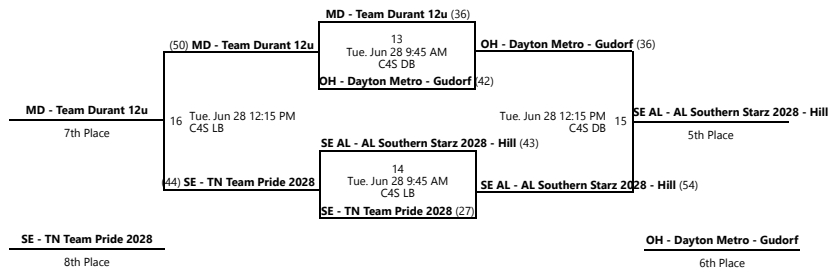 MD - Team Durant 12u (36)
13
Tue. Jun 28 9:45 AM
C4S DB
OH - Dayton Metro - Gudorf (42)
(50) MD - Team Durant 12u
OH - Dayton Metro - Gudorf (36)
MD - Team Durant 12u
7th Place
16 Tue. Jun 28 12:15 PM
C4S LB
Tue. Jun 28 12:15 PM 15
C4S DB
SE AL - AL Southern Starz 2028 - Hill
5th Place
SE AL - AL Southern Starz 2028 - Hill (43)
14
Tue. Jun 28 9:45 AM
C4S LB
SE - TN Team Pride 2028 (27)
(44) SE - TN Team Pride 2028
SE AL - AL Southern Starz 2028 - Hill (54)
SE - TN Team Pride 2028
8th Place
OH - Dayton Metro - Gudorf
6th Place